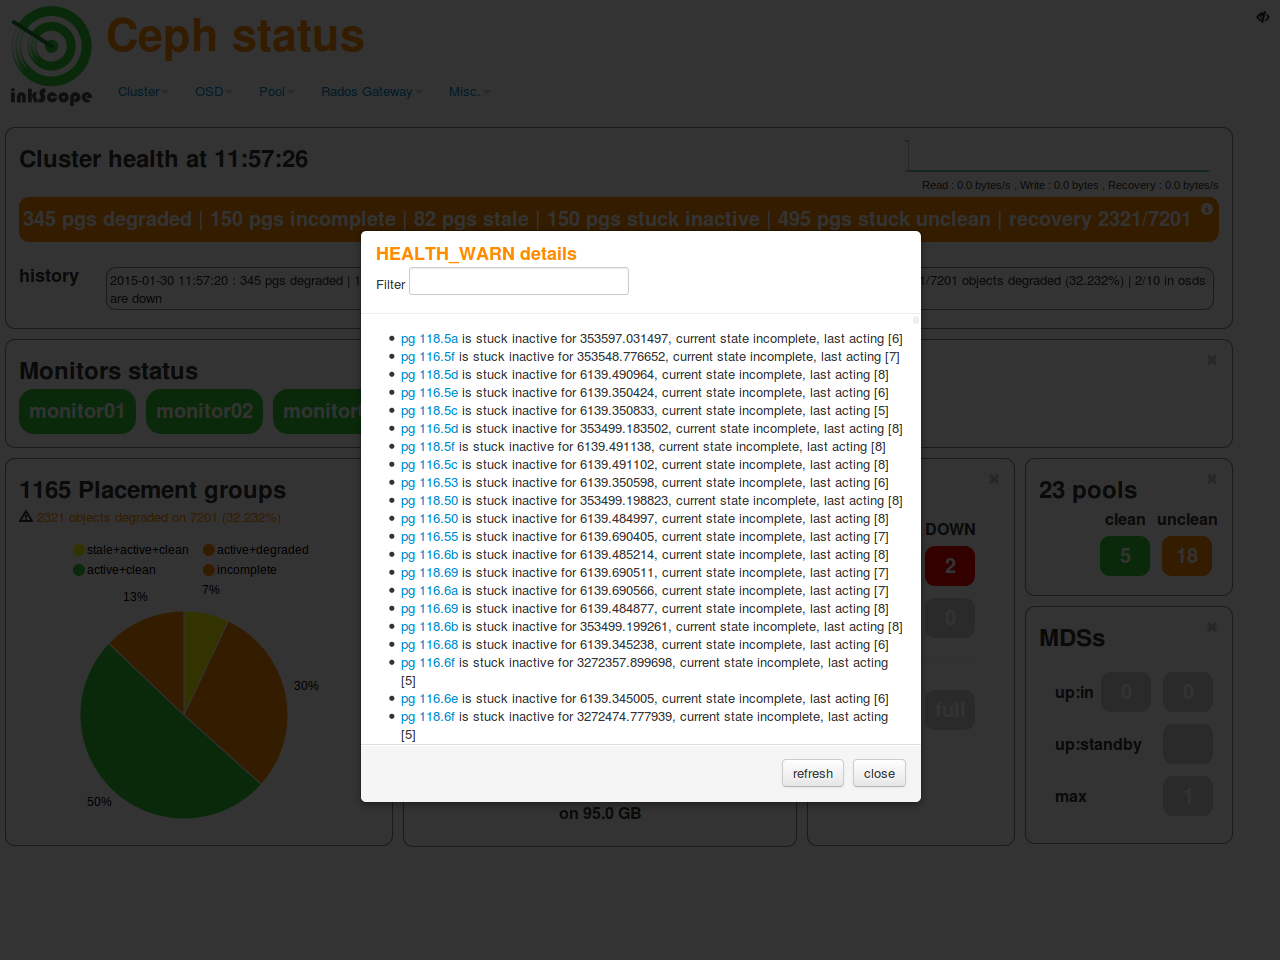 Ceph status
inkScope
Cluster OSD Pool Rados Gateway Misc.
Cluster health at 11:57:26
Read : 0.0 bytes/s , Write : 0.0 bytes , Recovery : 0.0 bytes/s
345 pgs degraded | 150 pgs incomplete | 82 pgs stale | 150 pgs stuck inactive | 495 pgs stuck unclean | recovery 2321/7201
history
2015-01-30 11:57:20 : 345 pgs degraded |
/7201 objects degraded (32.232%) | 2/10 in osds
are down
HEALTH_WARN details
Filter
pg 118.5a is stuck inactive for 353597.031497, current state incomplete, last acting [6]
pg 116.5f is stuck inactive for 353548.776652, current state incomplete, last acting [7]
pg 118.5d is stuck inactive for 6139.490964, current state incomplete, last acting [8]
pg 116.5e is stuck inactive for 6139.350424, current state incomplete, last acting [6]
pg 118.5c is stuck inactive for 6139.350833, current state incomplete, last acting [5]
pg 116.5d is stuck inactive for 353499.183502, current state incomplete, last acting [8]
pg 118.5f is stuck inactive for 6139.491138, current state incomplete, last acting [8]
pg 116.5c is stuck inactive for 6139.491102, current state incomplete, last acting [8]
pg 116.53 is stuck inactive for 6139.350598, current state incomplete, last acting [6]
pg 118.50 is stuck inactive for 353499.198823, current state incomplete, last acting [8]
pg 116.50 is stuck inactive for 6139.484997, current state incomplete, last acting [8]
pg 116.55 is stuck inactive for 6139.690405, current state incomplete, last acting [7]
pg 116.6b is stuck inactive for 6139.485214, current state incomplete, last acting [8]
pg 118.69 is stuck inactive for 6139.690511, current state incomplete, last acting [7]
pg 116.6a is stuck inactive for 6139.690566, current state incomplete, last acting [7]
pg 116.69 is stuck inactive for 6139.484877, current state incomplete, last acting [8]
pg 118.6b is stuck inactive for 353499.199261, current state incomplete, last acting [8]
pg 116.68 is stuck inactive for 6139.345238, current state incomplete, last acting [6]
pg 116.6f is stuck inactive for 3272357.899698, current state incomplete, last acting
[5]
pg 116.6e is stuck inactive for 6139.345005, current state incomplete, last acting [6]
pg 118.6f is stuck inactive for 3272474.777939, current state incomplete, last acting
[5]
refresh close
Monitors status
monitor01 monitor02
1165 Placement groups
2321 objects degraded on 7201 (32.232%)
stale+active+clean active+degraded
active+clean incomplete
13% 7%
30%
50%
on 95.0 GB
DOWN
2
0
full
23 pools
clean unclean
5 18
MDSs
up:in 0 0
up:standby
max 1